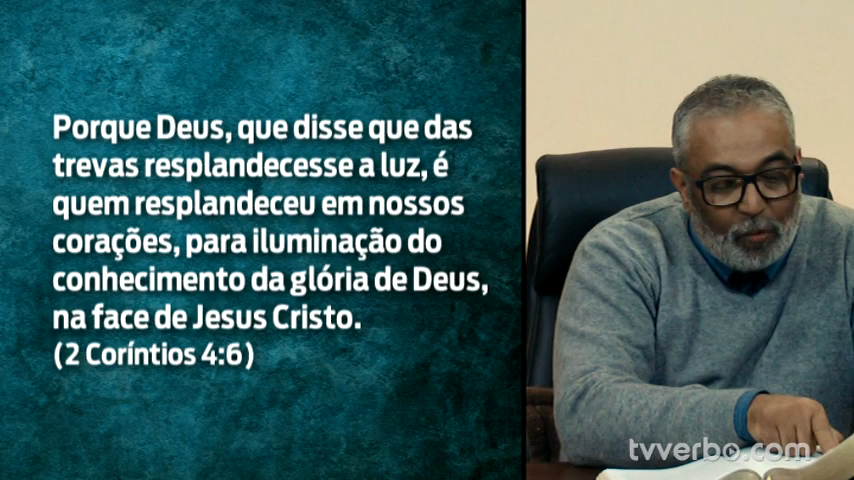 Porque Deus, que disse que das
trevas resplandecesse a luz, é
quem resplandeceu em nossos
corações, para iluminação do
conhecimento da glória de Deus,
na face de Jesus Cristo.
(2 Coríntios 4:6)
tvverbo.com